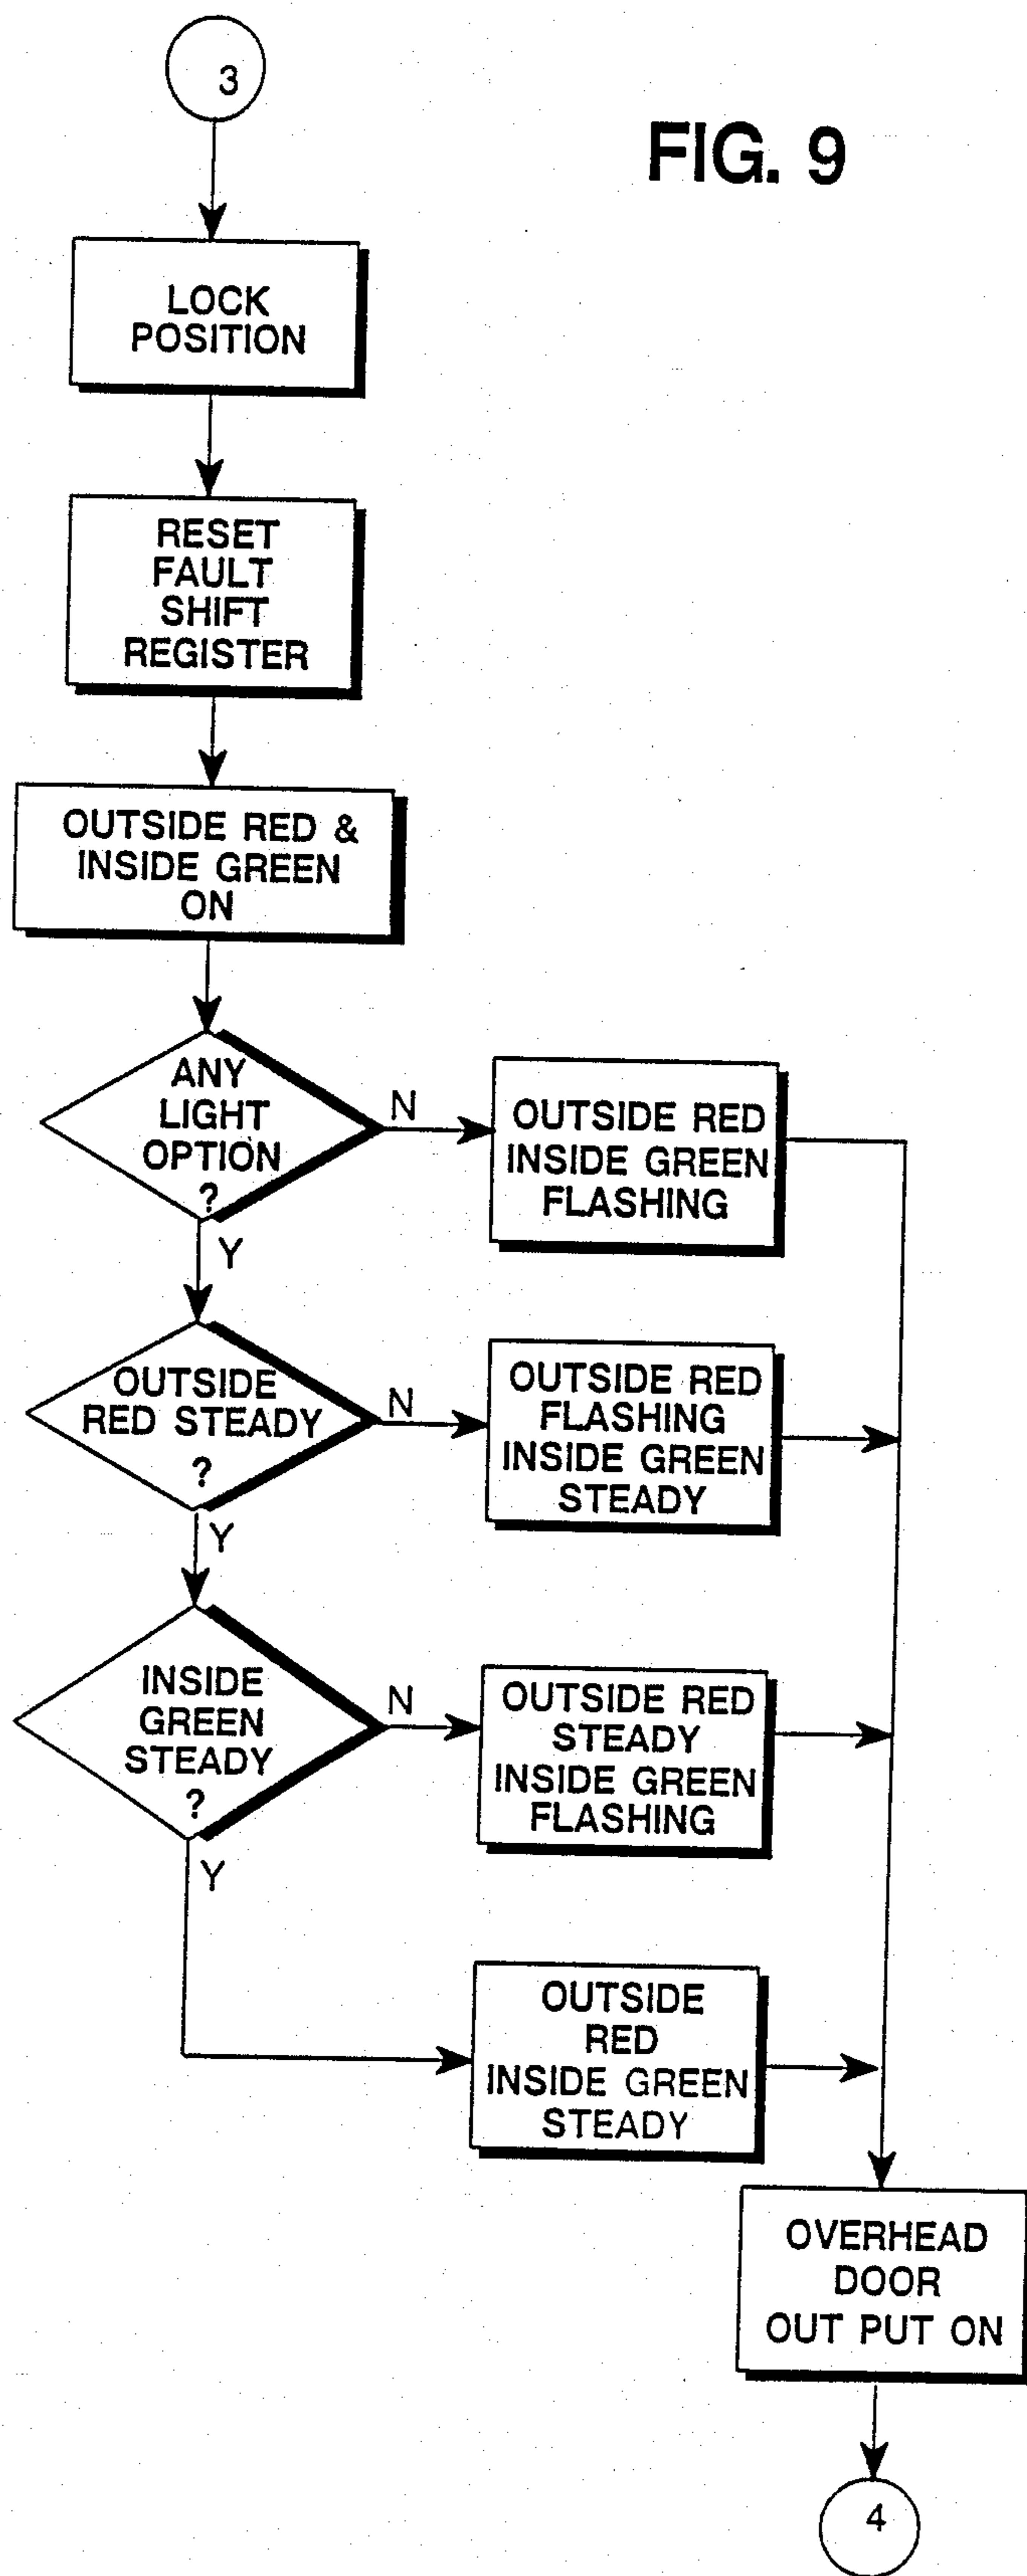 3
FIG. 9
LOCK
POSITION
RESET
FAULT
SHIFT
REGISTER
OUTSIDE RED &
INSIDE GREEN
ON
ANY
LIGHT
OPTION
?
N
OUTSIDE RED
INSIDE GREEN
FLASHING
Y
OUTSIDE
RED STEADY
?
N
OUTSIDE RED
FLASHING
INSIDE GREEN
STEADY
Y
INSIDE
GREEN
STEADY
?
N
OUTSIDE RED
STEADY
INSIDE GREEN
FLASHING
Y
OUTSIDE
RED
INSIDE GREEN
STEADY
OVERHEAD
DOOR
OUT PUT ON
4